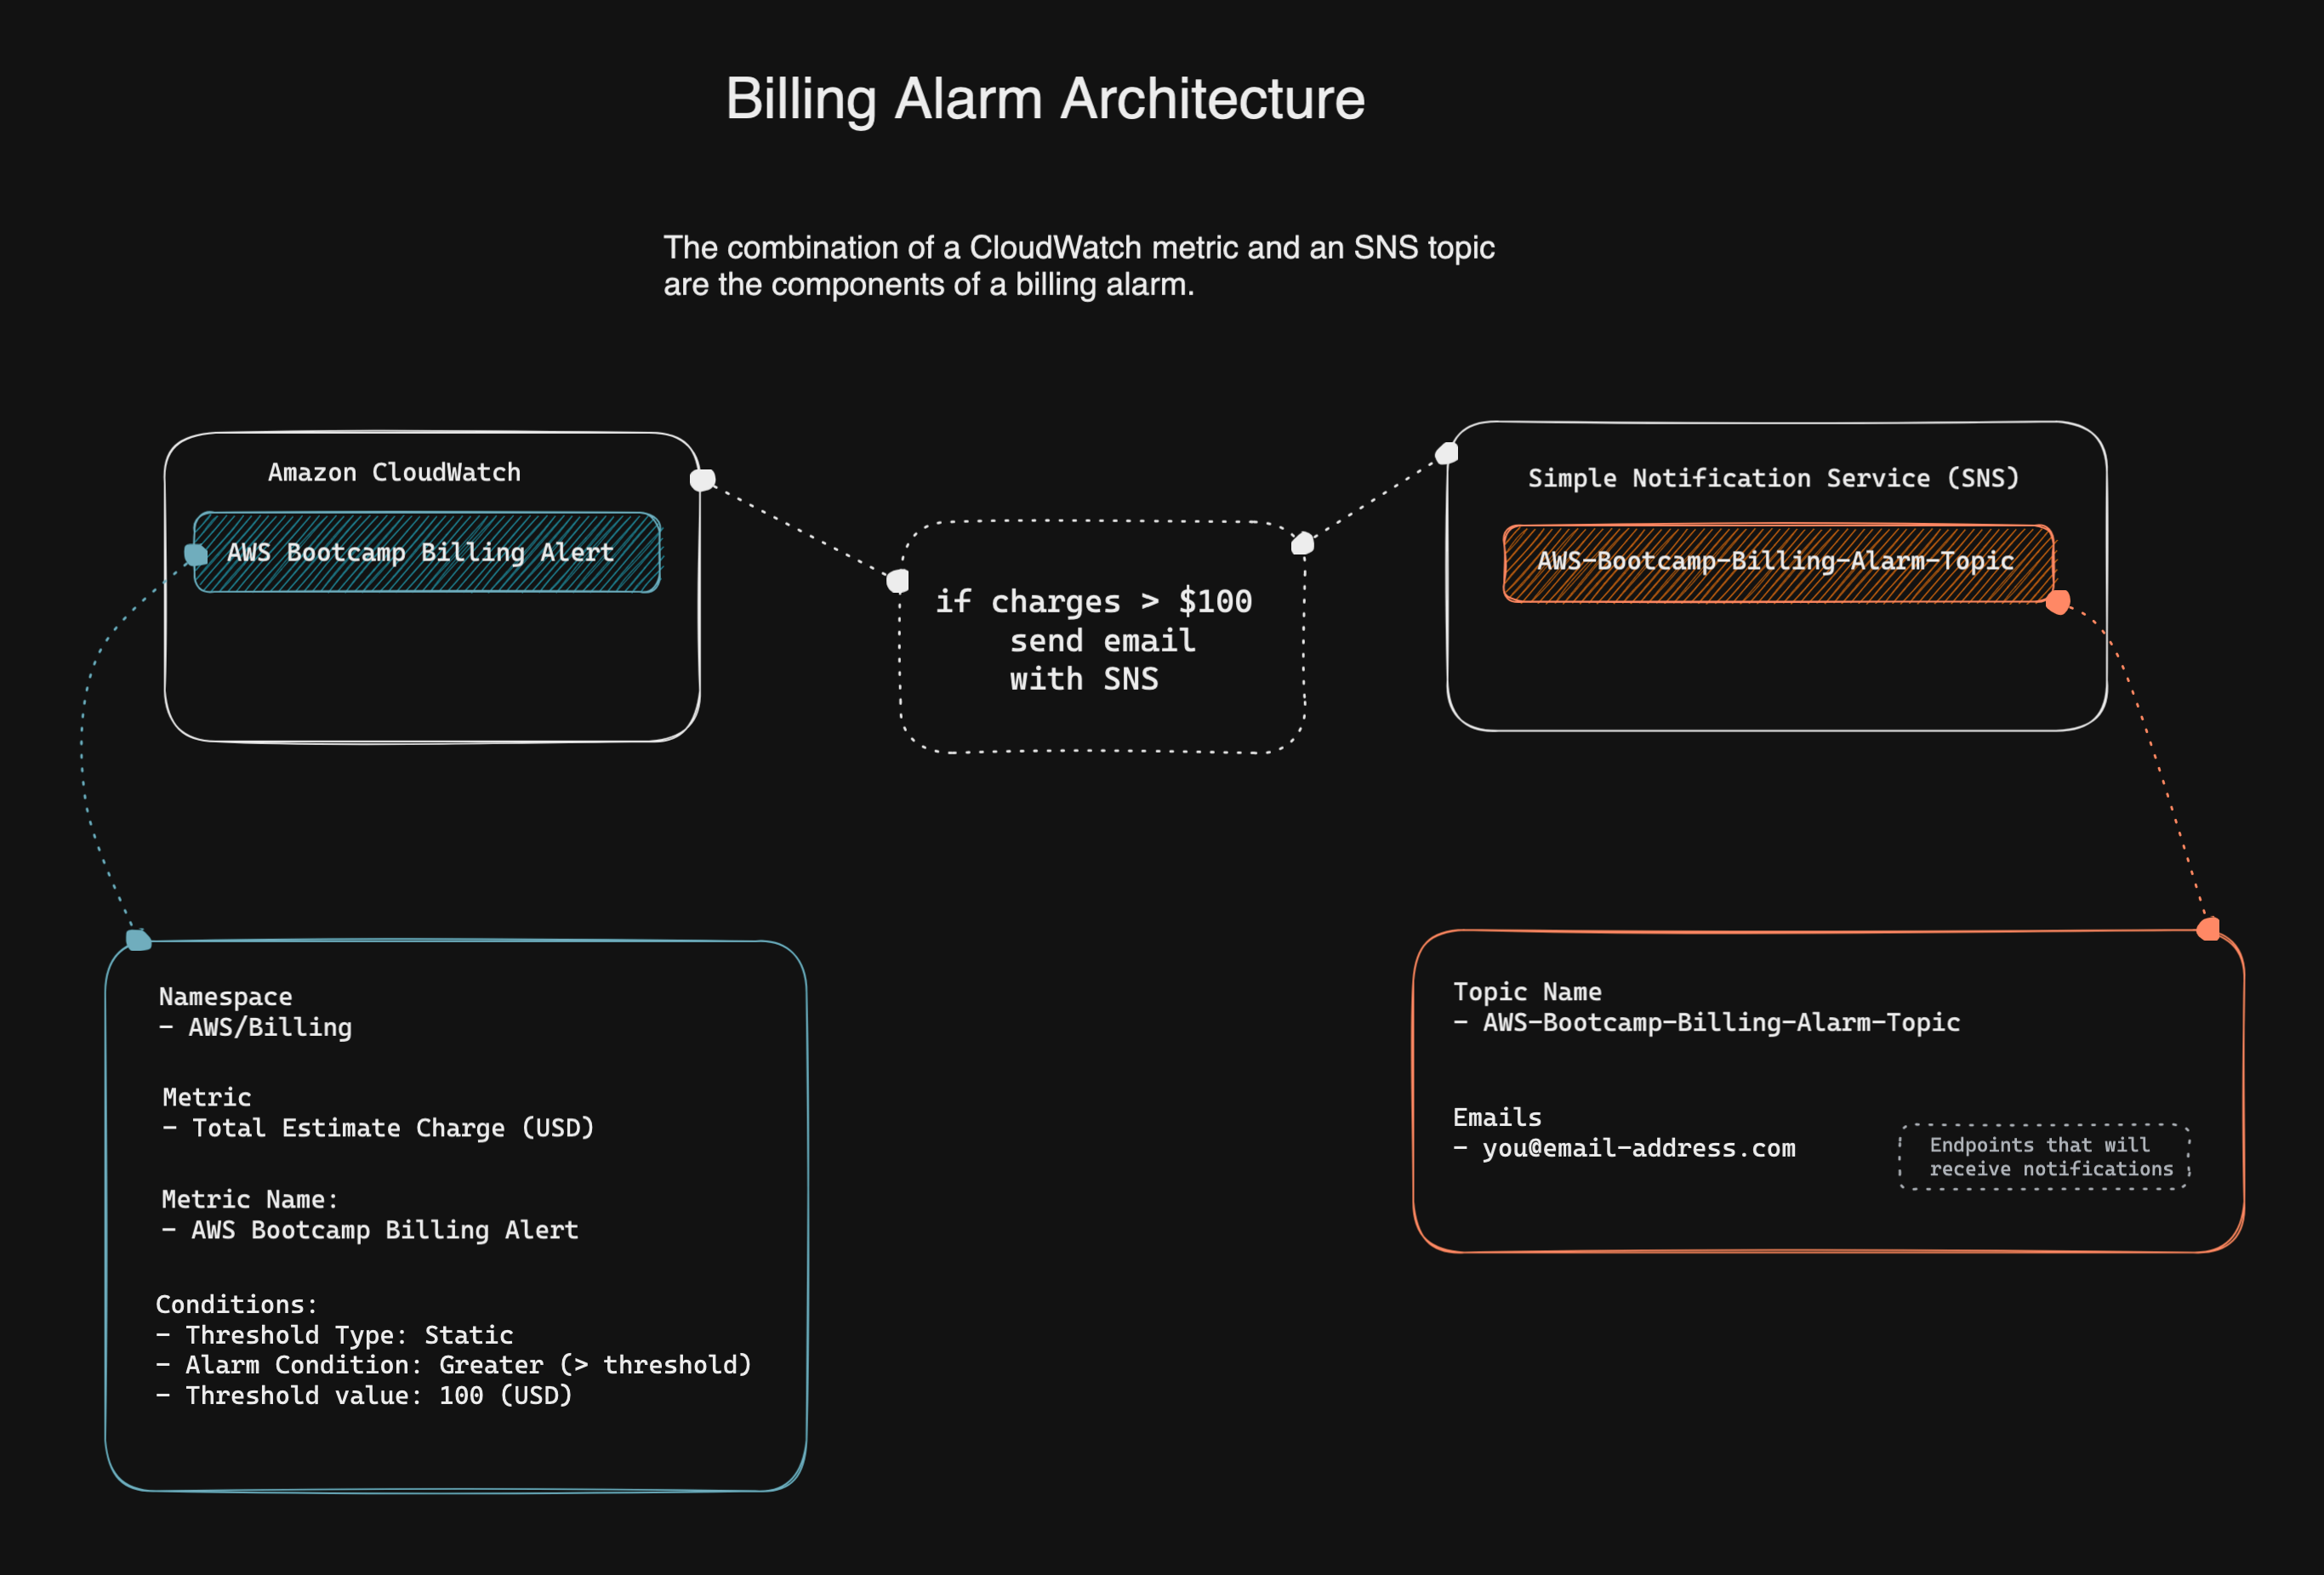 Billing Alarm Architecture
The combination of a CloudWatch metric and an SNS topic
are the components of a billing alarm.
Amazon CloudWatch
AWS Bootcamp Billing Alert
if charges > $100
send email
with SNS
Simple Notification Service (SNS)
AWS-Bootcamp-Billing-Alarm-Topic
Namespace
- AWS/Billing
Metric
- Total Estimate Charge (USD)
Metric Name:
- AWS Bootcamp Billing Alert
Conditions:
- Threshold Type: Static
- Alarm Condition: Greater (> threshold)
- Threshold value: 100 (USD)
Topic Name
- AWS-Bootcamp-Billing-Alarm-Topic
Emails
- you@email-address.com
Endpoints that will
receive notifications